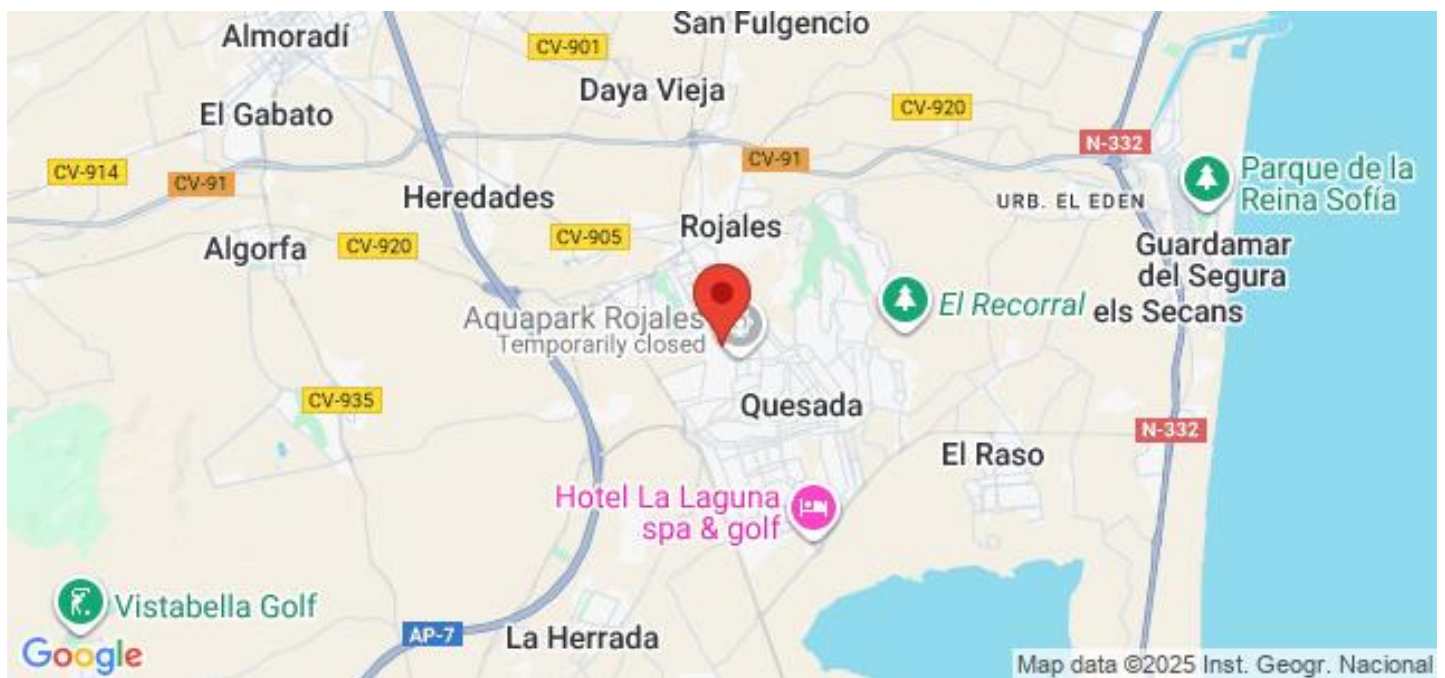 San Fulgencio
Almoradí
CV-901
Daya Vieja
El Gabato
CV-920
N-332
CV-91
CV-914
CV-91
Parque de la
Reina Sofía
Heredades
URB. EL EDEN
Rojales
CV-905
Algorfa
CV-920
Guardamar
del Segura
El Recorral
els Secans
Aquapark Rojales
Temporarily closed
CV-935
Quesada
N-332
El Raso
Hotel La Laguna
spa & golf
Vistabella Golf
AP-7
La Herrada
Google
Map data ©2025 Inst. Geogr. Nacional